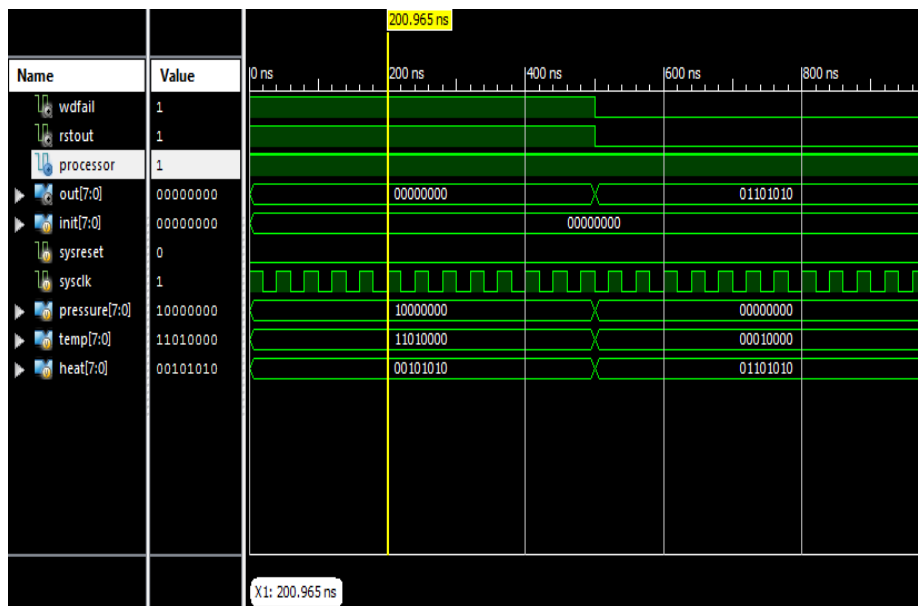 200.965 ns
Name Value 0 ns 200 ns 400 ns 600 ns 800 ns
wdfail 1
rstout 1
processor 1
out[7:0] 00000000 00000000 01101010
init[7:0] 00000000 00000000
sysreset 0
sysclk 1
pressure[7:0] 10000000 10000000 00000000
temp[7:0] 11010000 11010000 00010000
heat[7:0] 00101010 00101010 01101010
X1: 200.965 ns